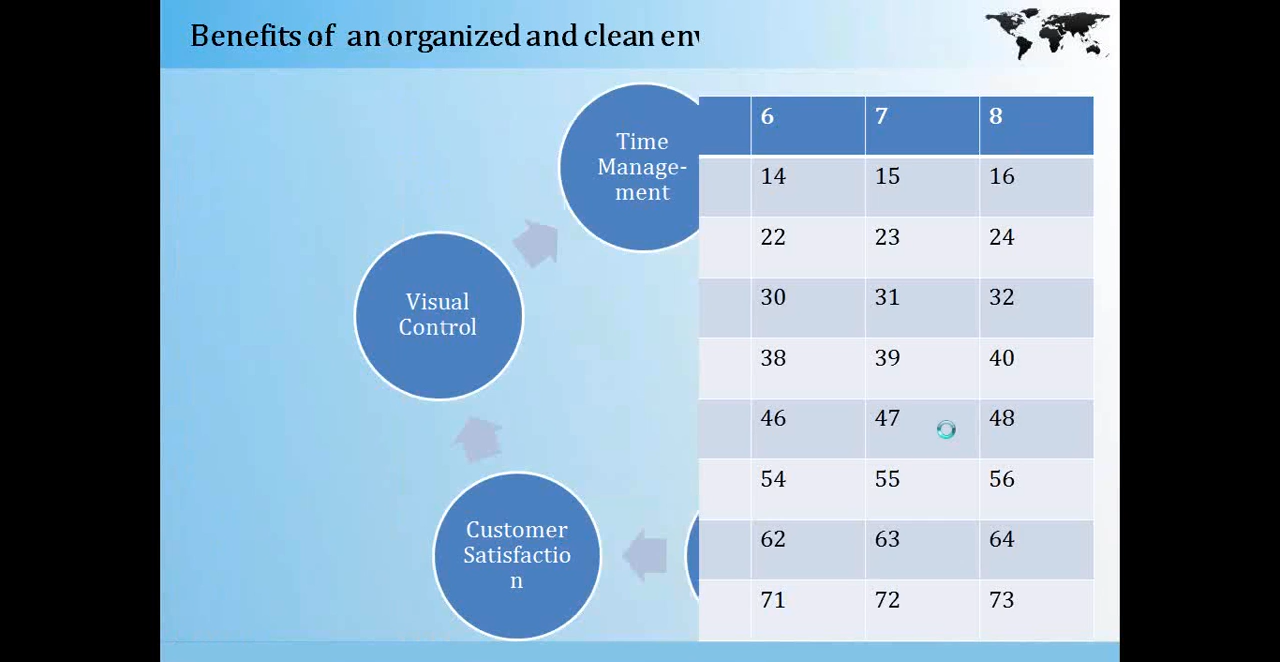 Benefits of an organized and clean
Time
Manage-
ment
Visual
Control
Customer
Satisfactio
n
6 7 8
14 15 16
22 23 24
30 31 32
38 39 40
46 47 48
54 55 56
62 63 64
71 72 73